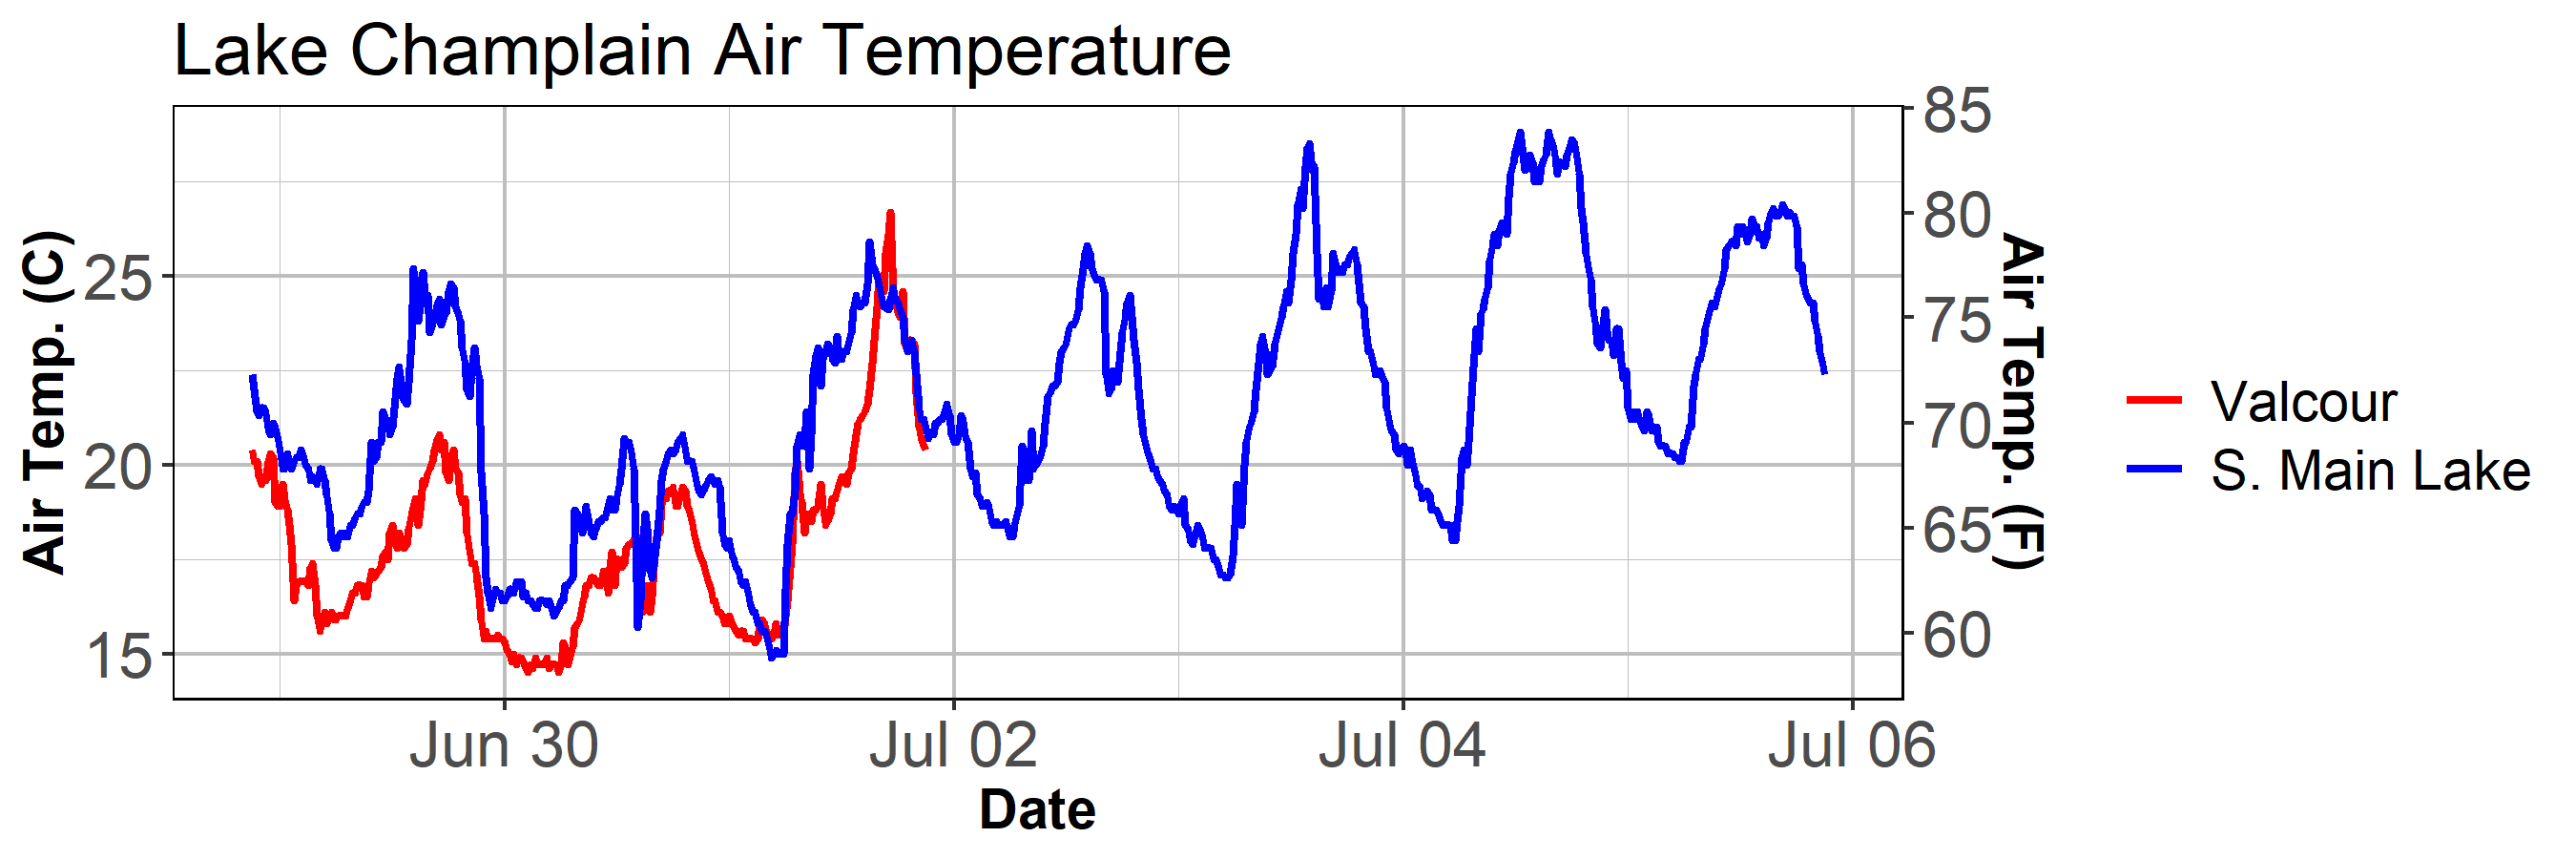 Lake Champlain Air Temperature
Air Temp. (C)
25
20
15
85
80
75
70
65
60
Air Temp. (F)
Jun 30
Jul 02
Jul 04
Jul 06
Date
Valcour
S. Main Lake